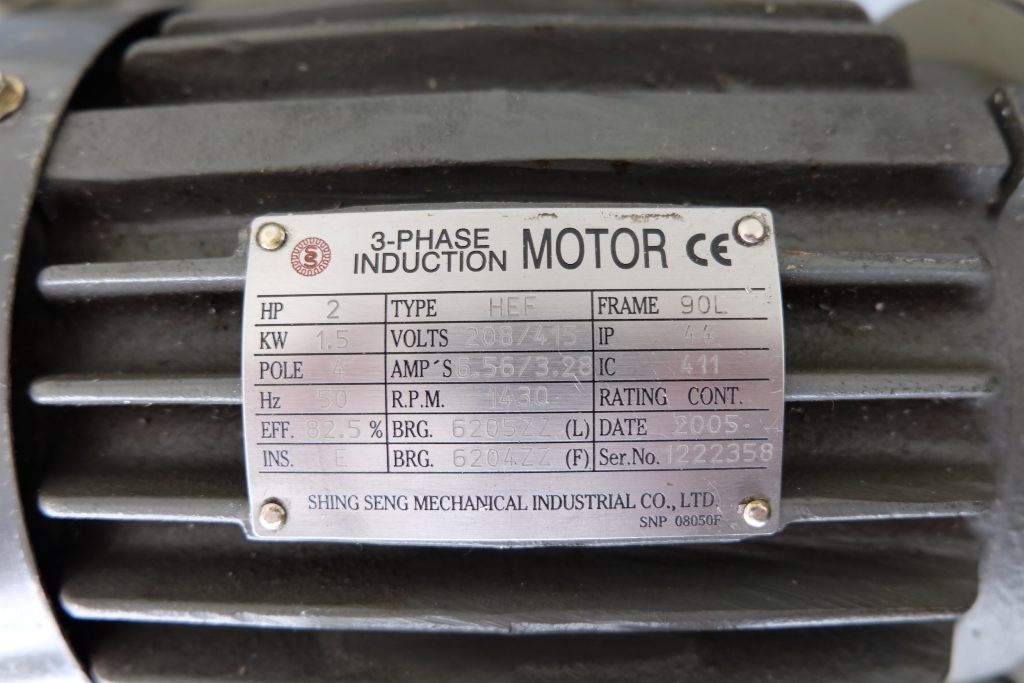 3-PHASE
INDUCTION MOTOR CE
HP 2 TYPE HEF FRAME 90L
KW 1.5 VOLTS 208/415 IP 44
POLE 4 AMP´S 6.56/3.28 IC 411
Hz 50 R.P.M. 1430 RATING CONT.
EFF. 82.5 % BRG. 6205ZZ (L) DATE 2005
INS. E BRG. 6204ZZ (F) Ser.No. 1222358
SHING SENG MECHANICAL INDUSTRIAL CO., LTD.
SNP 08050F